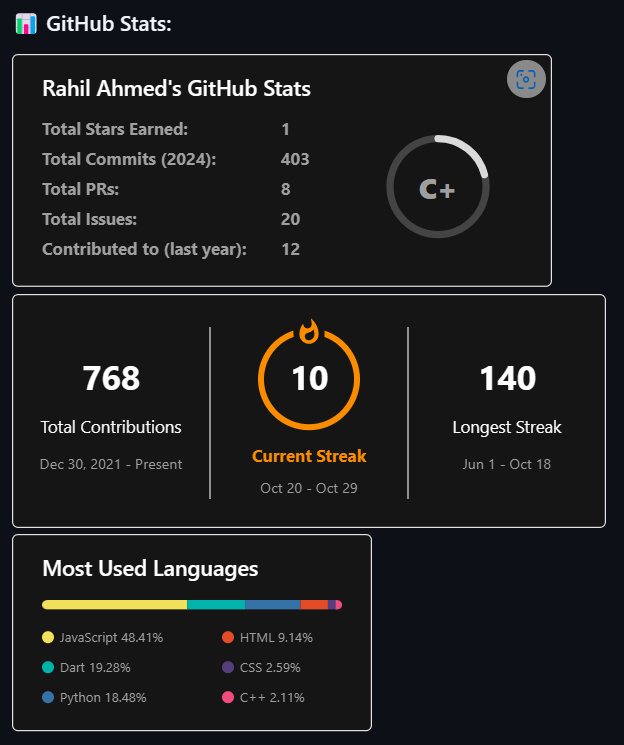 GitHub Stats:
Rahil Ahmed's GitHub Stats
Total Stars Earned: 1
Total Commits (2024): 403
Total PRs: 8
Total Issues: 20
Contributed to (last year): 12
C+
768
Total Contributions
Dec 30, 2021 - Present
10
Current Streak
Oct 20 - Oct 29
140
Longest Streak
Jun 1 - Oct 18
Most Used Languages
JavaScript 48.41%
HTML 9.14%
Dart 19.28%
CSS 2.59%
Python 18.48%
C++ 2.11%